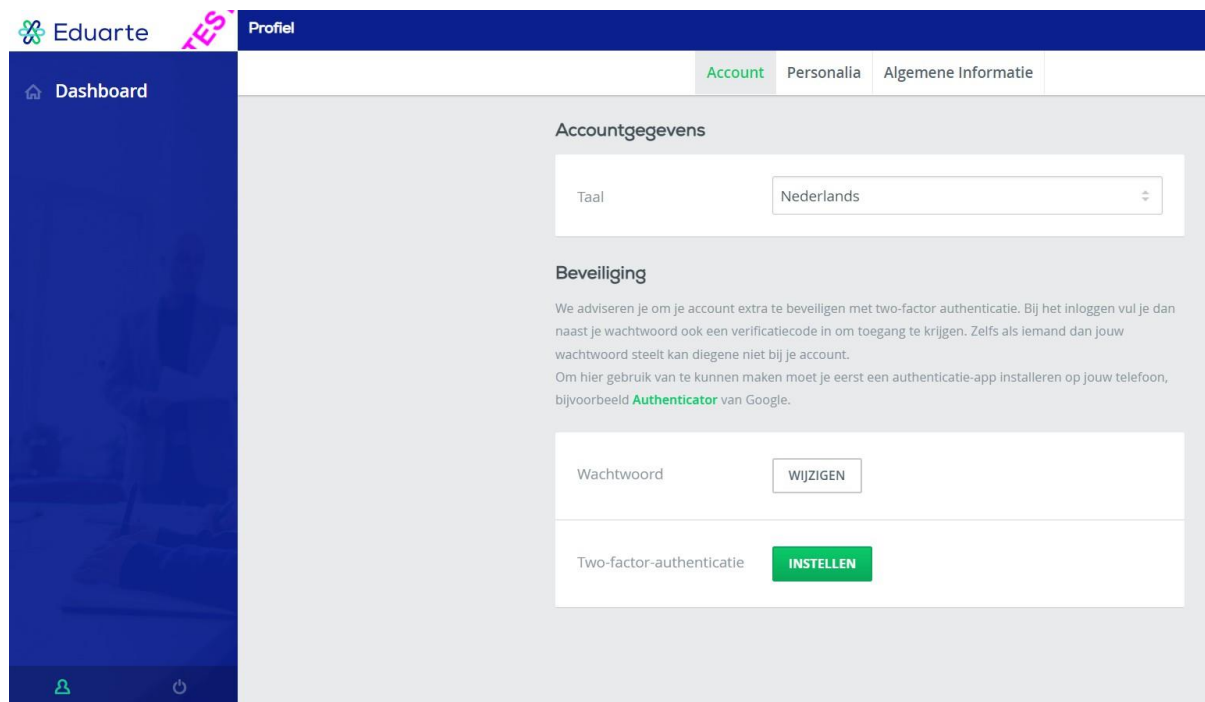 Eduarte
TES
Profiel
Dashboard
Account Personalia Algemene Informatie
Accountgegevens
Taal Nederlands
Beveiliging
We adviseren je om je account extra te beveiligen met two-factor authenticatie. Bij het inloggen vul je dan
naast je wachtwoord ook een verificatiecode in om toegang te krijgen. Zelfs als iemand dan jouw
wachtwoord steelt kan diegene niet bij je account.
Om hier gebruik van te kunnen maken moet je eerst een authenticatie-app installeren op jouw telefoon,
bijvoorbeeld Authenticator van Google.
Wachtwoord WIJZIGEN
Two-factor-authenticatie INSTELLEN